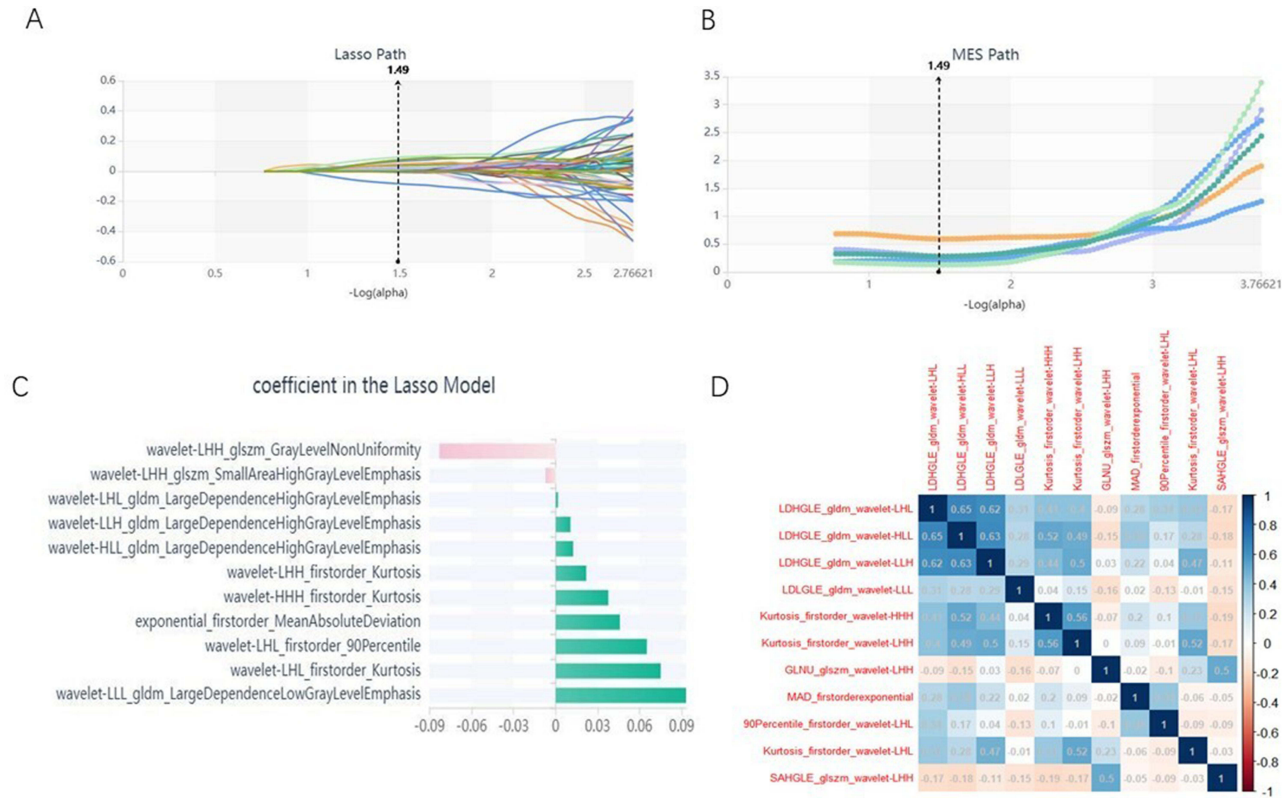 A
Lasso Path
1.49
0.6
0.4
0.2
0
-0.2
-0.4
-0.6
0 0.5 1 1.5 2 2.5 2.76621
-Log(alpha)
B
MES Path
1.49
3.5
3
2.5
2
1.5
1
0.5
0
0 1 2 3 3.76621
-Log(alpha)
C
coefficient in the Lasso Model
wavelet-LHH_glszm_GrayLevelNonUniformity
wavelet-LHH_glszm_SmallAreaHighGrayLevelEmphasis
wavelet-LHL_gldm_LargeDependenceHighGrayLevelEmphasis
wavelet-LLH_gldm_LargeDependenceHighGrayLevelEmphasis
wavelet-HLL_gldm_LargeDependenceHighGrayLevelEmphasis
wavelet-LHH_firstorder_Kurtosis
wavelet-HHH_firstorder_Kurtosis
exponential_firstorder_MeanAbsoluteDeviation
wavelet-LHL_firstorder_90Percentile
wavelet-LHL_firstorder_Kurtosis
wavelet-LLL_gldm_LargeDependenceLowGrayLevelEmphasis
-0.09 -0.06 -0.03 0 0.03 0.06 0.09
D
LDHGLE_gldm_wavelet-LHL
LDHGLE_gldm_wavelet-HLL
LDHGLE_gldm_wavelet-LLH
LDLGLE_gldm_wavelet-LLL
Kurtosis_firstorder_wavelet-HHH
Kurtosis_firstorder_wavelet-LHH
GLNU_glszm_wavelet-LHH
MAD_firstorderexponential
90Percentile_firstorder_wavelet-LHL
Kurtosis_firstorder_wavelet-LHL
SAHGLE_glszm_wavelet-LHH
LDHGLE_gldm_wavelet-LHL 1 0.65 0.62 0.31 -0.09 0.28 -0.17
LDHGLE_gldm_wavelet-HLL 0.65 1 0.63 0.28 0.52 0.49 -0.15 0.17 0.28 -0.18
LDHGLE_gldm_wavelet-LLH 0.62 0.63 1 0.29 0.44 0.5 0.03 0.22 0.04 0.47 -0.11
LDLGLE_gldm_wavelet-LLL 0.31 0.28 0.29 1 0.04 0.15 -0.16 0.02 -0.13 -0.01 -0.15
Kurtosis_firstorder_wavelet-HHH 0.52 0.44 0.04 1 0.56 -0.07 0.2 0.1 -0.19
Kurtosis_firstorder_wavelet-LHH 0.49 0.5 0.15 0.56 1 0 0.09 -0.01 0.52 -0.17
GLNU_glszm_wavelet-LHH -0.09 -0.15 0.03 -0.16 -0.07 0 1 -0.02 -0.1 0.23 0.5
MAD_firstorderexponential 0.28 0.22 0.02 0.2 0.09 -0.02 1 -0.06 -0.05
90Percentile_firstorder_wavelet-LHL 0.17 0.04 -0.13 0.1 -0.01 -0.1 1 -0.09 -0.09
Kurtosis_firstorder_wavelet-LHL 0.28 0.47 -0.01 0.52 0.23 -0.06 -0.09 1 -0.03
SAHGLE_glszm_wavelet-LHH -0.17 -0.18 -0.11 -0.15 -0.19 -0.17 0.5 -0.05 -0.09 -0.03 1
1
0.8
0.6
0.4
0.2
0
-0.2
-0.4
-0.6
-0.8
-1